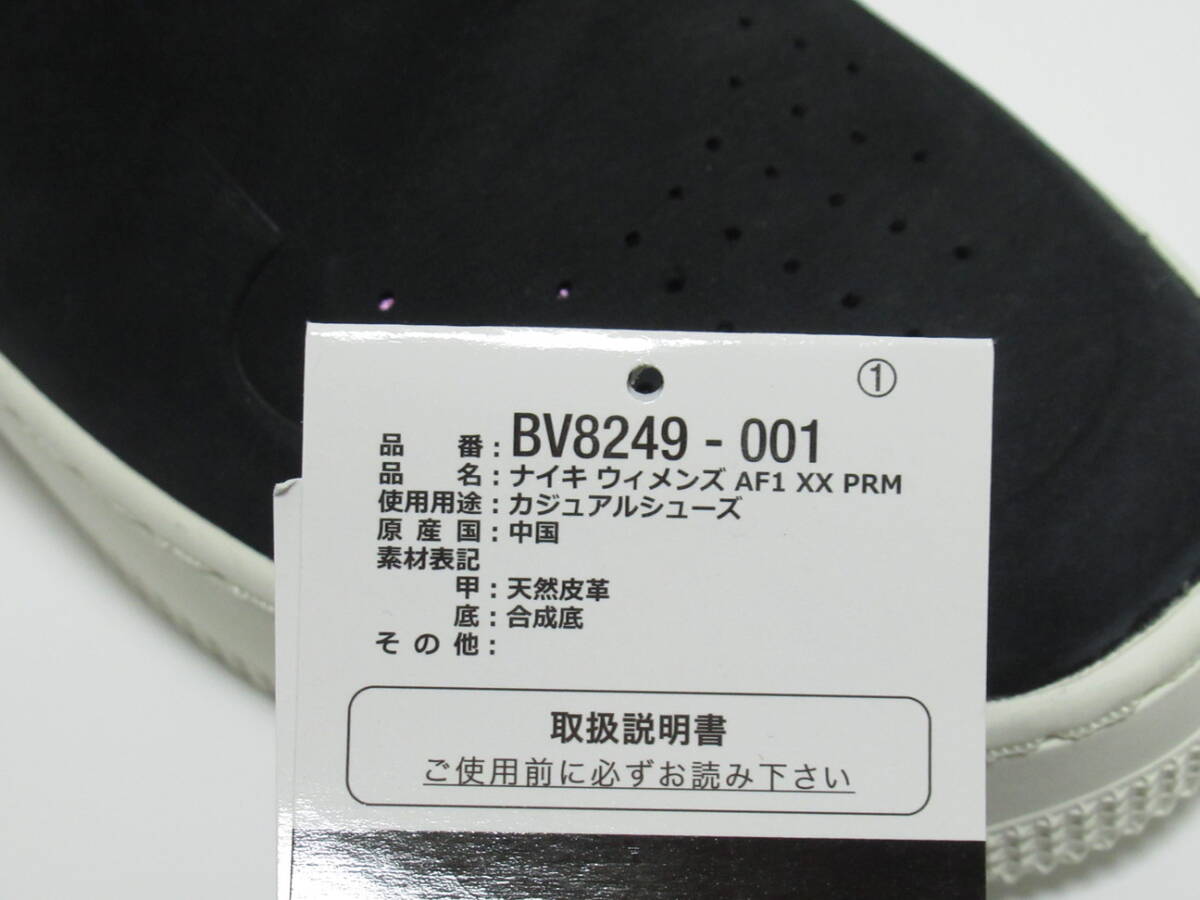 ①
品番：BV8249 - 001
品名：ナイキ ウィメンズ AF1 XX PRM
使用用途：カジュアルシューズ
原産国：中国
素材表記
甲：天然皮革
底：合成底
その他：
取扱説明書
ご使用前に必ずお読み下さい